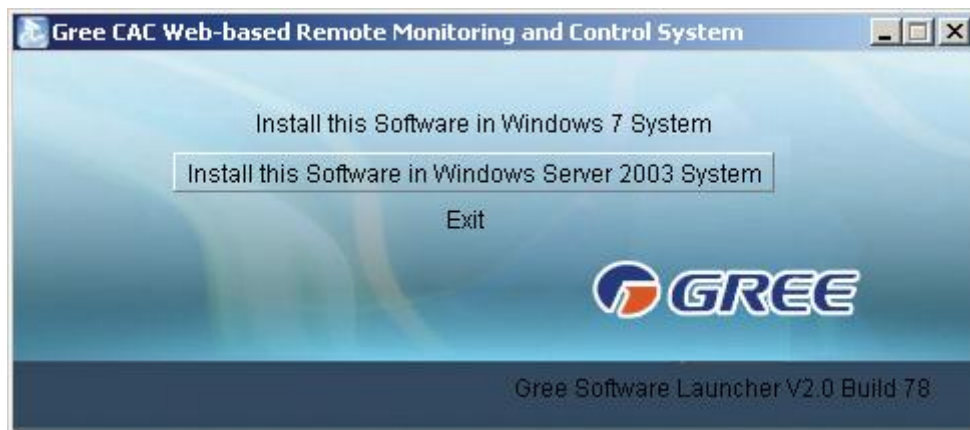 Gree CAC Web-based Remote Monitoring and Control System
Install this Software in Windows 7 System
Install this Software in Windows Server 2003 System
Exit
GREE
Gree Software Launcher V2.0 Build 78